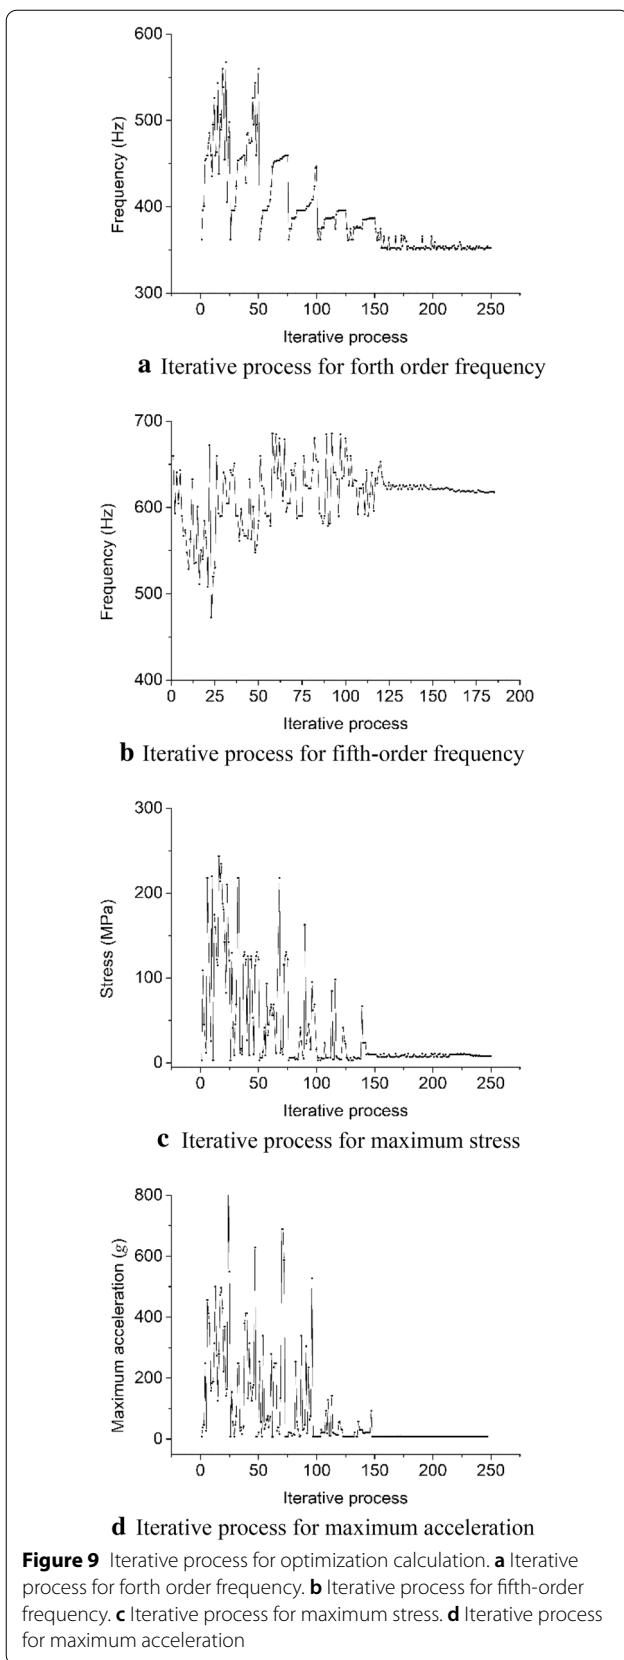 600
500
400
300
Frequency (Hz)
0 50 100 150 200 250
Iterative process
a Iterative process for forth order frequency
700
600
500
400
Frequency (Hz)
0 25 50 75 100 125 150 175 200
Iterative process
b Iterative process for fifth-order frequency
300
200
100
0
Stress (MPa)
0 50 100 150 200 250
Iterative process
c Iterative process for maximum stress
800
600
400
200
0
Maximum acceleration (g)
0 50 100 150 200 250
Iterative process
d Iterative process for maximum acceleration
Figure 9 Iterative process for optimization calculation. a Iterative
process for forth order frequency. b Iterative process for fifth-order
frequency. c Iterative process for maximum stress. d Iterative process
for maximum acceleration